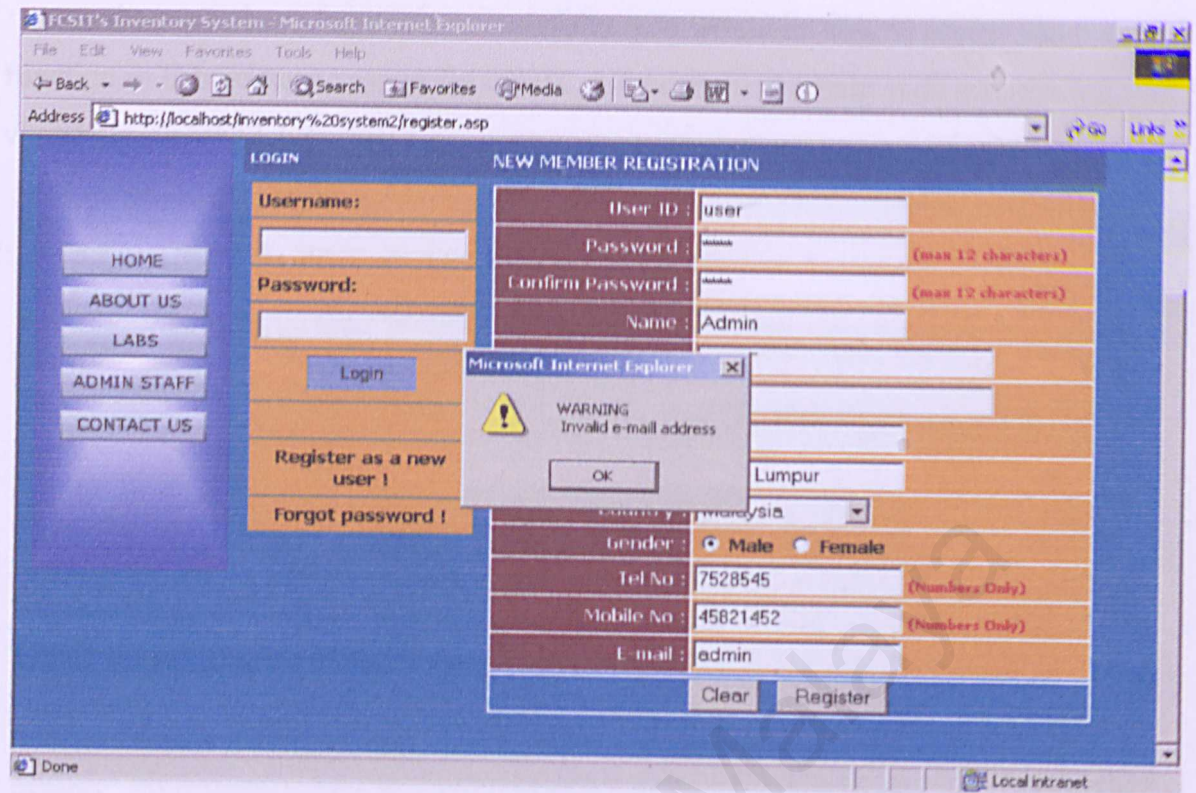 FCSIT's Inventory System - Microsoft Internet Explorer
File Edit View Favorites Tools Help
Back Search Favorites Media
Address http://localhost/inventory%20system2/register.asp Go Links
LOGIN
NEW MEMBER REGISTRATION
HOME
ABOUT US
LABS
ADMIN STAFF
CONTACT US
Username:
Password:
Login
Register as a new
user !
Forgot password !
User ID : user
Password : (max 12 characters)
Confirm Password : (max 12 characters)
Name : Admin
Microsoft Internet Explorer
WARNING
Invalid e-maill address
OK
Lumpur
Country : Malaysia
Gender : Male Female
Tel No : 7528545 (Numbers Only)
Mobile No : 45821452 (Numbers Only)
E-mail : admin
Clear Register
Done
Local intranet
Malaya